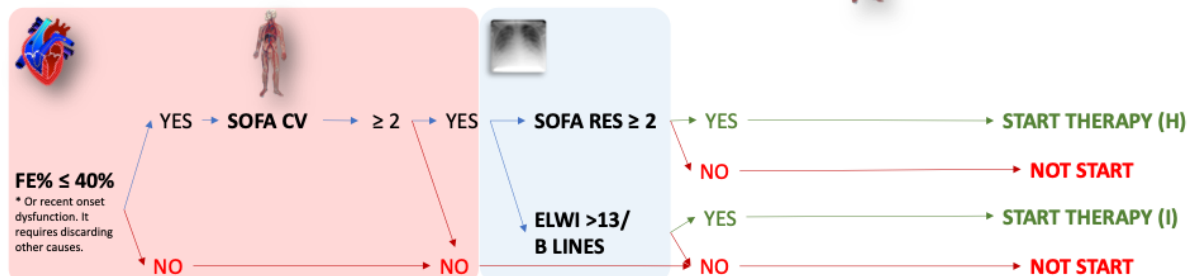 YES SOFA CV ≥ 2 YES SOFA RES ≥ 2 YES START THERAPY (H)
FE% ≤ 40%
* Or recent onset
dysfunction. It
requires discarding
other causes.
NO NOT START
ELWI >13/
B LINES
YES START THERAPY (I)
NO NO NO NOT START